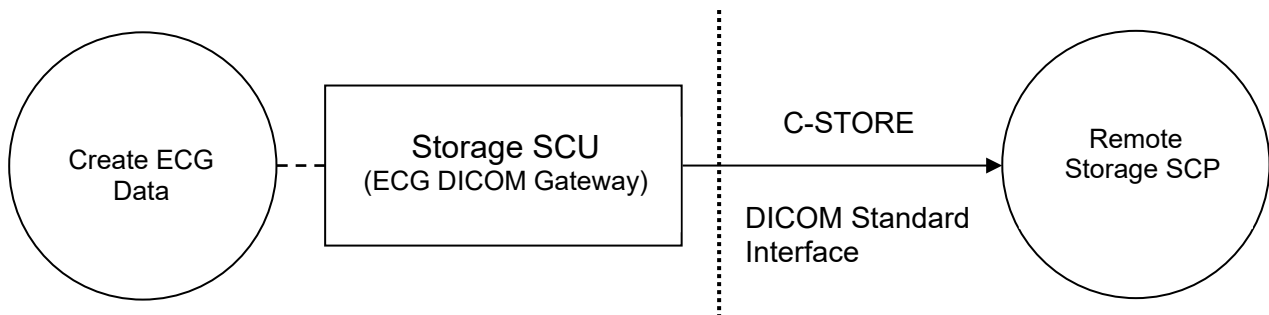 Create ECG
Data
Storage SCU
(ECG DICOM Gateway)
C-STORE
DICOM Standard
Interface
Remote
Storage SCP